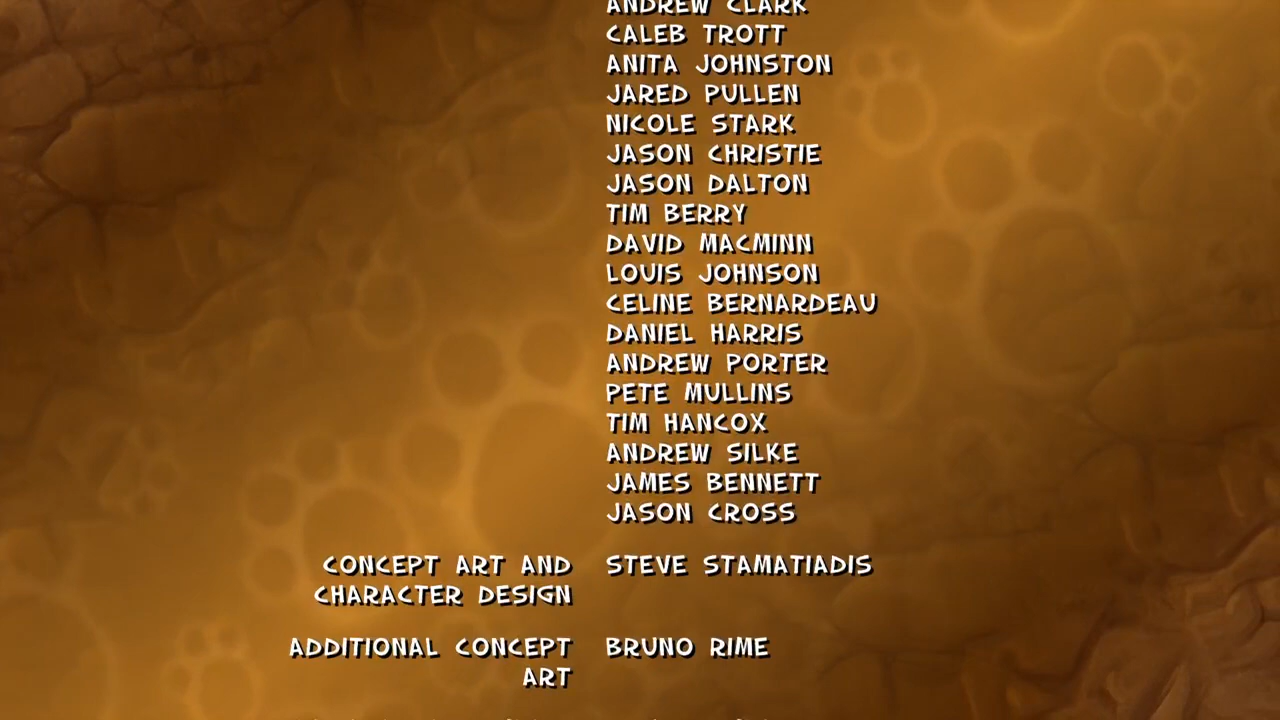 ANDREW CLARK
CALEB TROTT
ANITA JOHNSTON
JARED PULLEN
NICOLE STARK
JASON CHRISTIE
JASON DALTON
TIM BERRY
DAVID MACMINN
LOUIS JOHNSON
CELINE BERNARDEAU
DANIEL HARRIS
ANDREW PORTER
PETE MULLINS
TIM HANCOX
ANDREW SILKE
JAMES BENNETT
JASON CROSS
CONCEPT ART AND STEVE STAMATIADIS
CHARACTER DESIGN
ADDITIONAL CONCEPT BRUNO RIME
ART